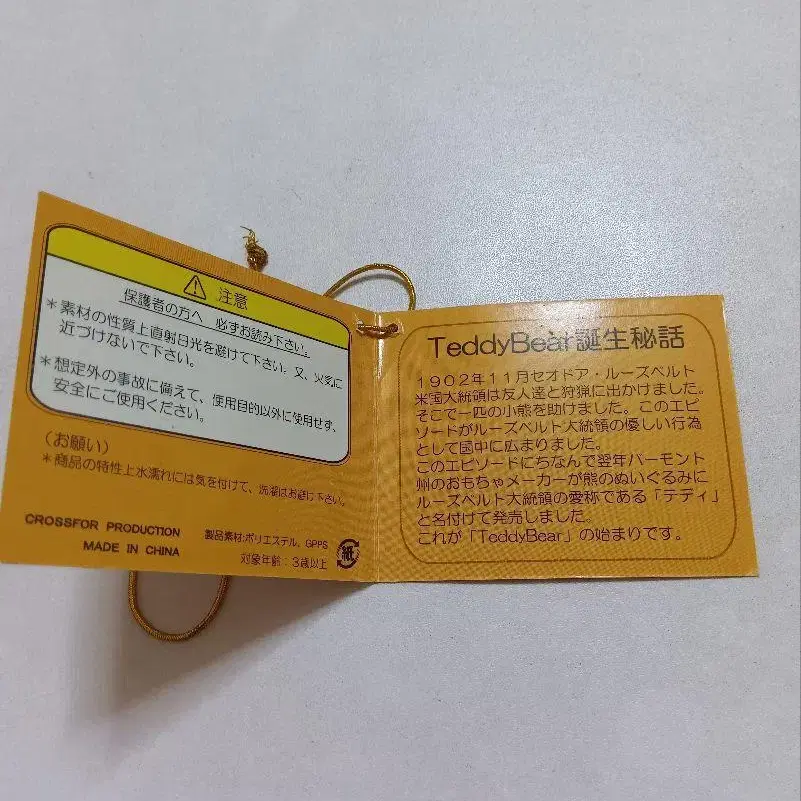 注意
保護者の方へ 必ずお読み下さい。
*素材の性質上直射日光を避けて下さい。又、火気に
近づけないで下さい。
*想定外の事故に備えて、使用目的以外に使用せず、
安全にご使用ください。
(お願い)
*商品の特性上水濡れには気を付けて、洗濯はお避け下さい。
CROSSFOR PRODUCTION
MADE IN CHINA
製品素材:ポリエステル、GPPS
対象年齢:3歳以上
紙
TeddyBear誕生秘話
1902年11月セオドア・ルーズベルト
米国大統領は友人達と狩猟に出かけました。
そこで一匹の小熊を助けました。このエピ
ソードがルーズベルト大統領の優しい行為
として国中に広まりました。
このエピソードにちなんで翌年バーモント
州のおもちゃメーカーが熊のぬいぐるみに
ルーズベルト大統領の愛称である「テディ」
と名付けて発売しました。
これが「TeddyBear」の始まりです。